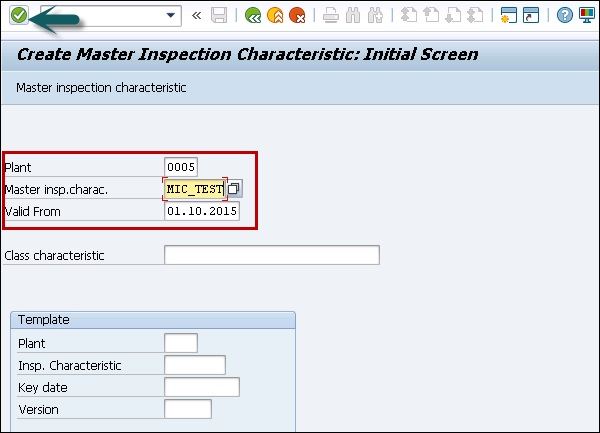 Create Master Inspection Characteristic: Initial Screen
Master inspection characteristic
Plant 0005
Master insp.charac. MIC_TEST
Valid From 01.10.2015
Class characteristic
Template
Plant
Insp. Characteristic
Key date
Version